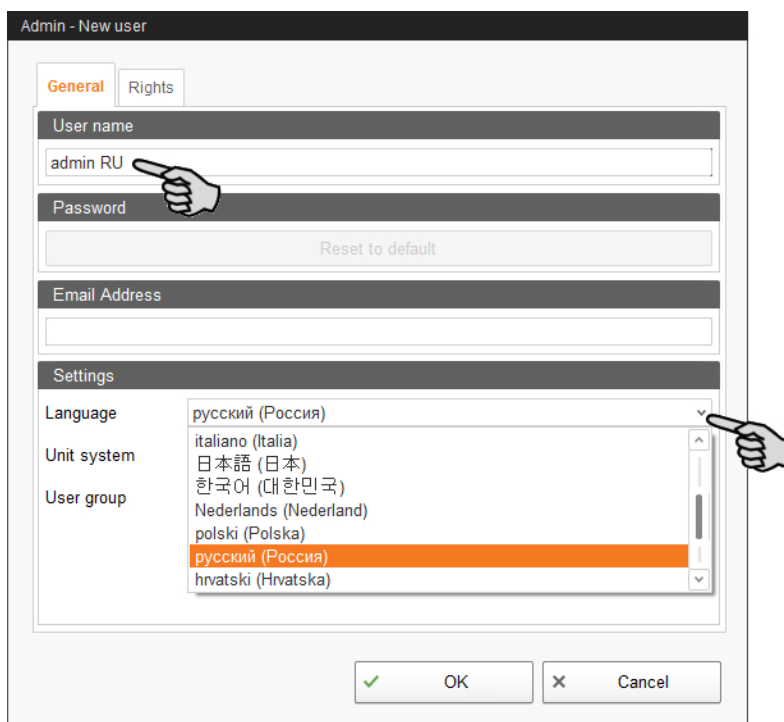 Admin - New user
General
Rights
User name
admin RU
Password
Reset to default
Email Address
Settings
Language
русский (Россия)
italiano (Italia)
Unit system
日本語 (日本)
한국어 (대한민국)
User group
Nederlands (Nederland)
polski (Polska)
русский (Россия)
hrvatski (Hrvatska)
OK
Cancel